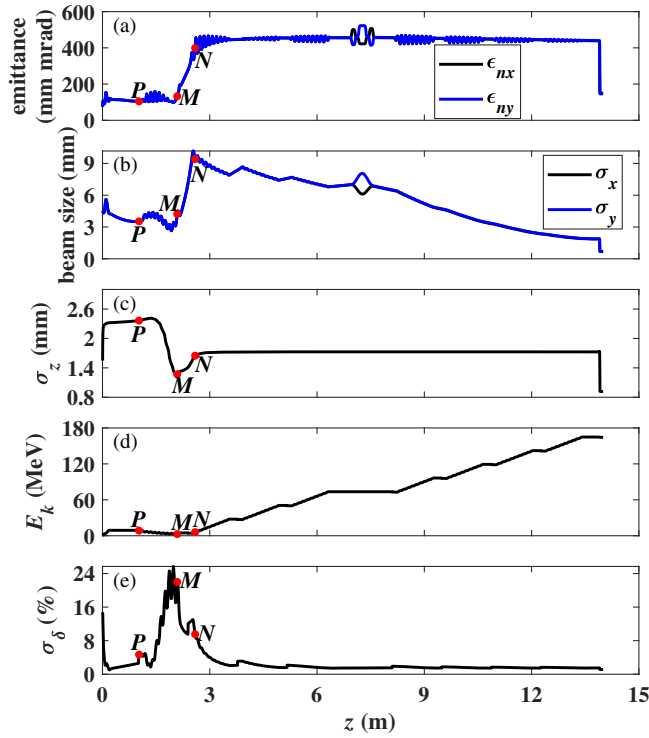 600
400
200
0
emittance
(mm mrad)
(a)
P
M
N
ϵnx
ϵny
9
6
3
0
beam size (mm)
(b)
P
M
N
σx
σy
2.6
2
1.4
0.8
σz (mm)
(c)
P
M
N
180
120
60
0
Ek (MeV)
(d)
P
M
N
24
16
8
0
σδ (%)
(e)
P
M
N
0 3 6 9 12 15
z (m)